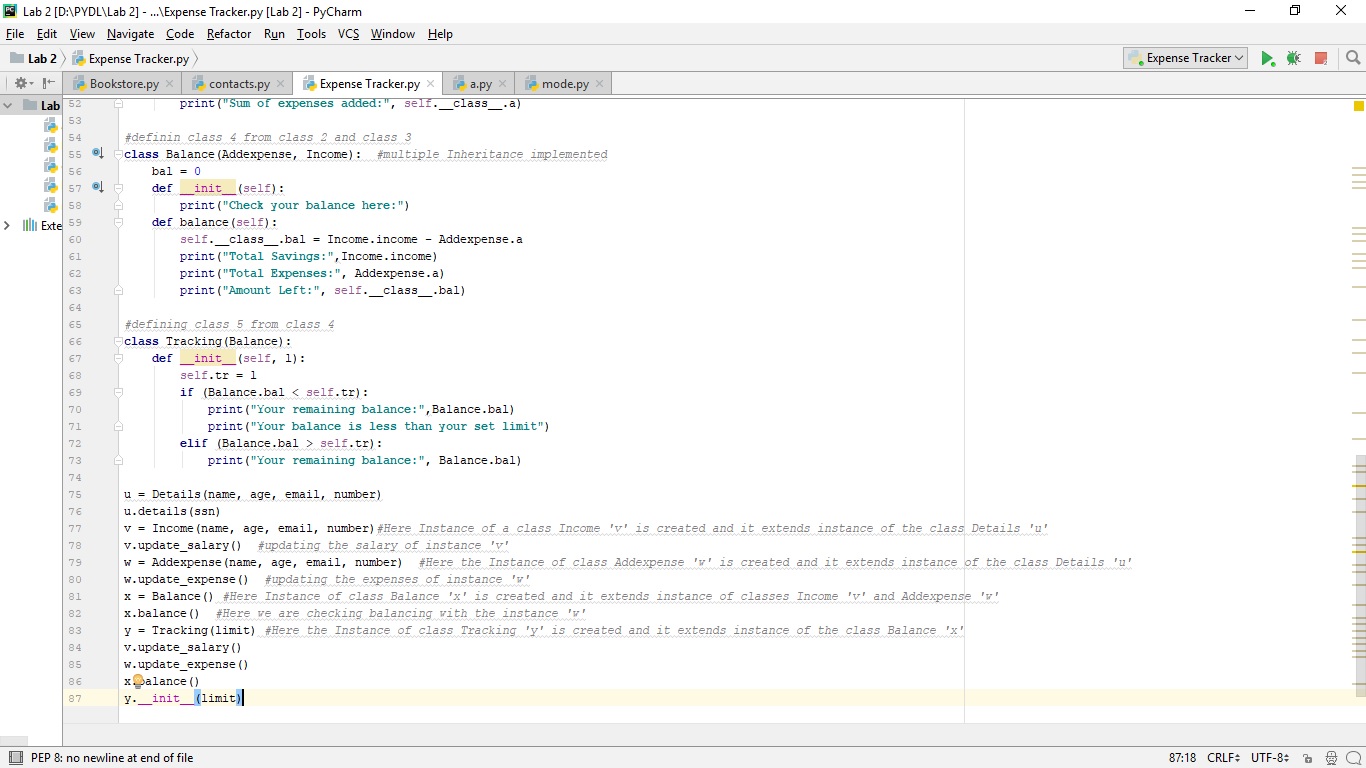 Lab 2 [D:\PYDL\Lab 2] - ...\Expense Tracker.py [Lab 2] - PyCharm
File Edit View Navigate Code Refactor Run Tools VCS Window Help
Lab 2 Expense Tracker.py Expense Tracker
Bookstore.py contacts.py Expense Tracker.py a.py mode.py
Lab
Exte
52 print("Sum of expenses added:", self.__class__.a)
53
54 #definin class 4 from class 2 and class 3
55 class Balance(Addexpense, Income):  #multiple Inheritance implemented
56     bal = 0
57     def __init__(self):
58         print("Check your balance here:")
59     def balance(self):
60         self.__class__.bal = Income.income - Addexpense.a
61         print("Total Savings:",Income.income)
62         print("Total Expenses:", Addexpense.a)
63         print("Amount Left:", self.__class__.bal)
64
65 #defining class 5 from class 4
66 class Tracking(Balance):
67     def __init__(self, l):
68         self.tr = l
69         if (Balance.bal < self.tr):
70             print("Your remaining balance:",Balance.bal)
71             print("Your balance is less than your set limit")
72         elif (Balance.bal > self.tr):
73             print("Your remaining balance:", Balance.bal)
74
75 u = Details(name, age, email, number)
76 u.details(ssn)
77 v = Income(name, age, email, number)#Here Instance of a class Income 'v' is created and it extends instance of the class Details 'u'
78 v.update_salary()  #updating the salary of instance 'v'
79 w = Addexpense(name, age, email, number)  #Here the Instance of class Addexpense 'w' is created and it extends instance of the class Details 'u'
80 w.update_expense()  #updating the expenses of instance 'w'
81 x = Balance() #Here Instance of class Balance 'x' is created and it extends instance of classes Income 'v' and Addexpense 'w'
82 x.balance()  #Here we are checking balancing with the instance 'w'
83 y = Tracking(limit) #Here the Instance of class Tracking 'y' is created and it extends instance of the class Balance 'x'
84 v.update_salary()
85 w.update_expense()
86 x.balance()
87 y.__init__(limit)
PEP 8: no newline at end of file 87:18 CRLF UTF-8